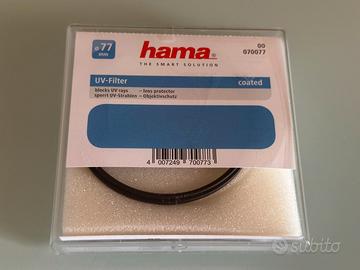 ø 77 mm
hama
THE SMART SOLUTION
00
070077
UV-Filter
coated
blocks UV rays – lens protector
sperrt UV-Strahlen – Objektivschutz
4 007249 700773
subito